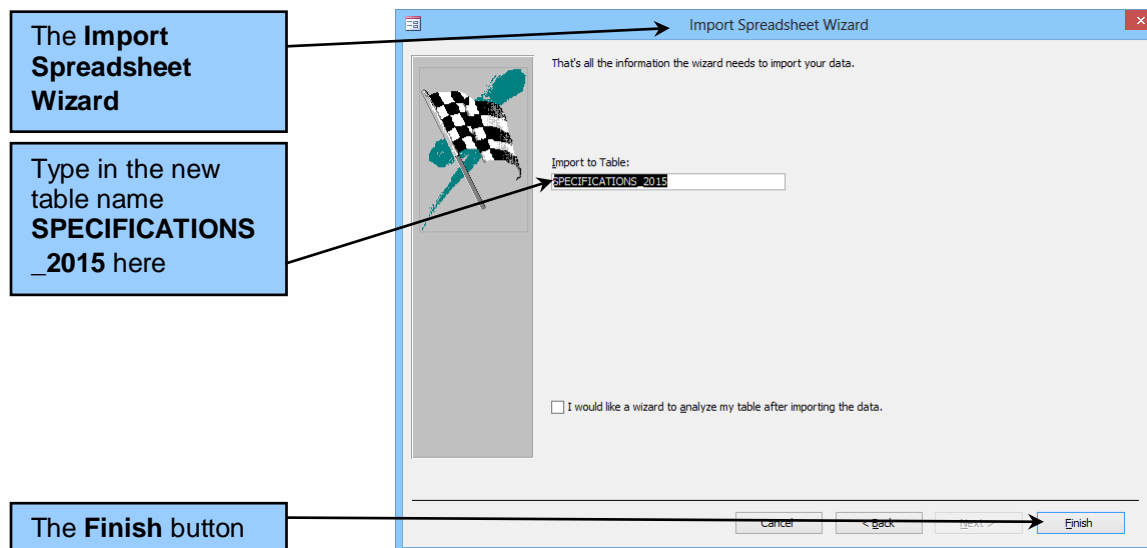 The Import
Spreadsheet
Wizard
Import Spreadsheet Wizard
That's all the information the wizard needs to import your data.
Type in the new
table name
SPECIFICATIONS
_2015 here
Import to Table:
SPECIFICATIONS_2015
I would like a wizard to analyze my table after importing the data.
The Finish button
Cancel
< Back
Next >
Finish